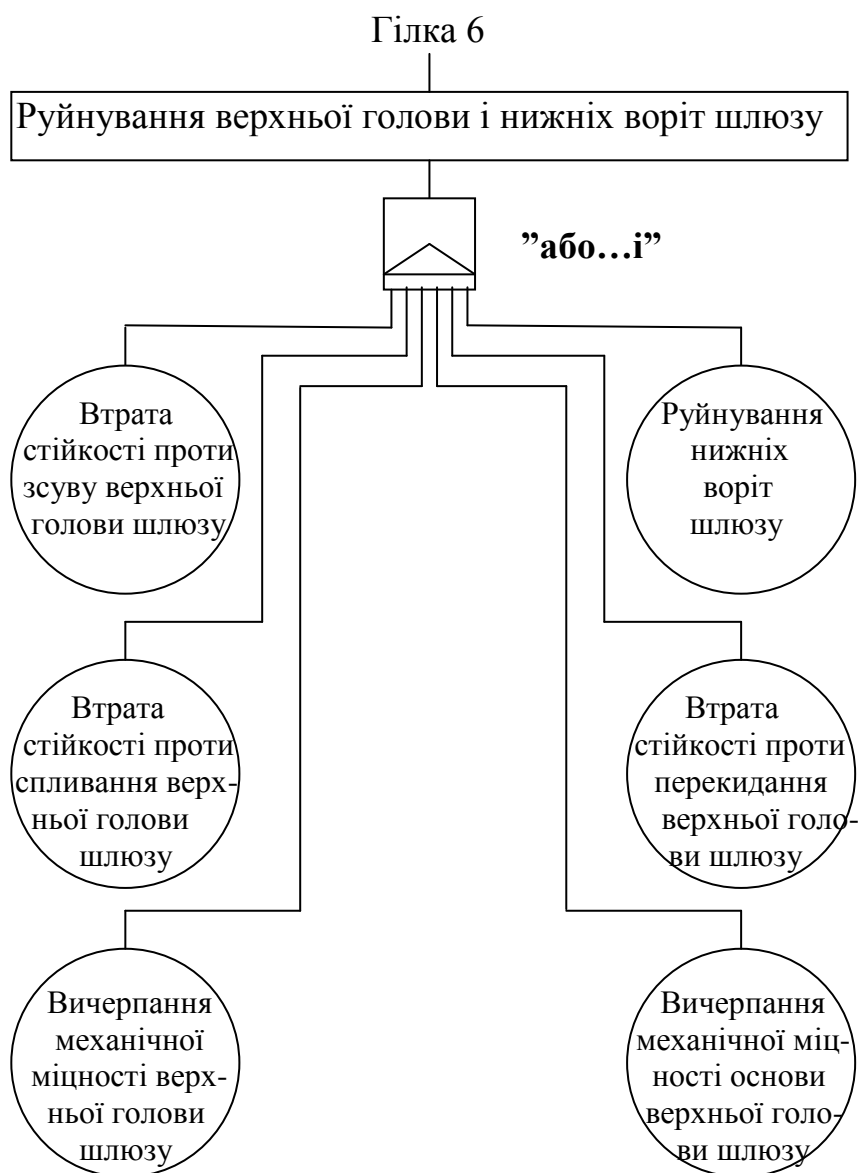 Гілка 6
Руйнування верхньої голови і нижніх воріт шлюзу
”або...і”
Втрата
стійкості проти
зсуву верхньої
голови шлюзу
Руйнування
нижніх
воріт
шлюзу
Втрата
стійкості проти
спливання верх-
ньої голови
шлюзу
Втрата
стійкості проти
перекидання
верхньої голо-
ви шлюзу
Вичерпання
механічної
міцності верх-
ньої голови
шлюзу
Вичерпання
механічної міц-
ності основи
верхньої голо-
ви шлюзу